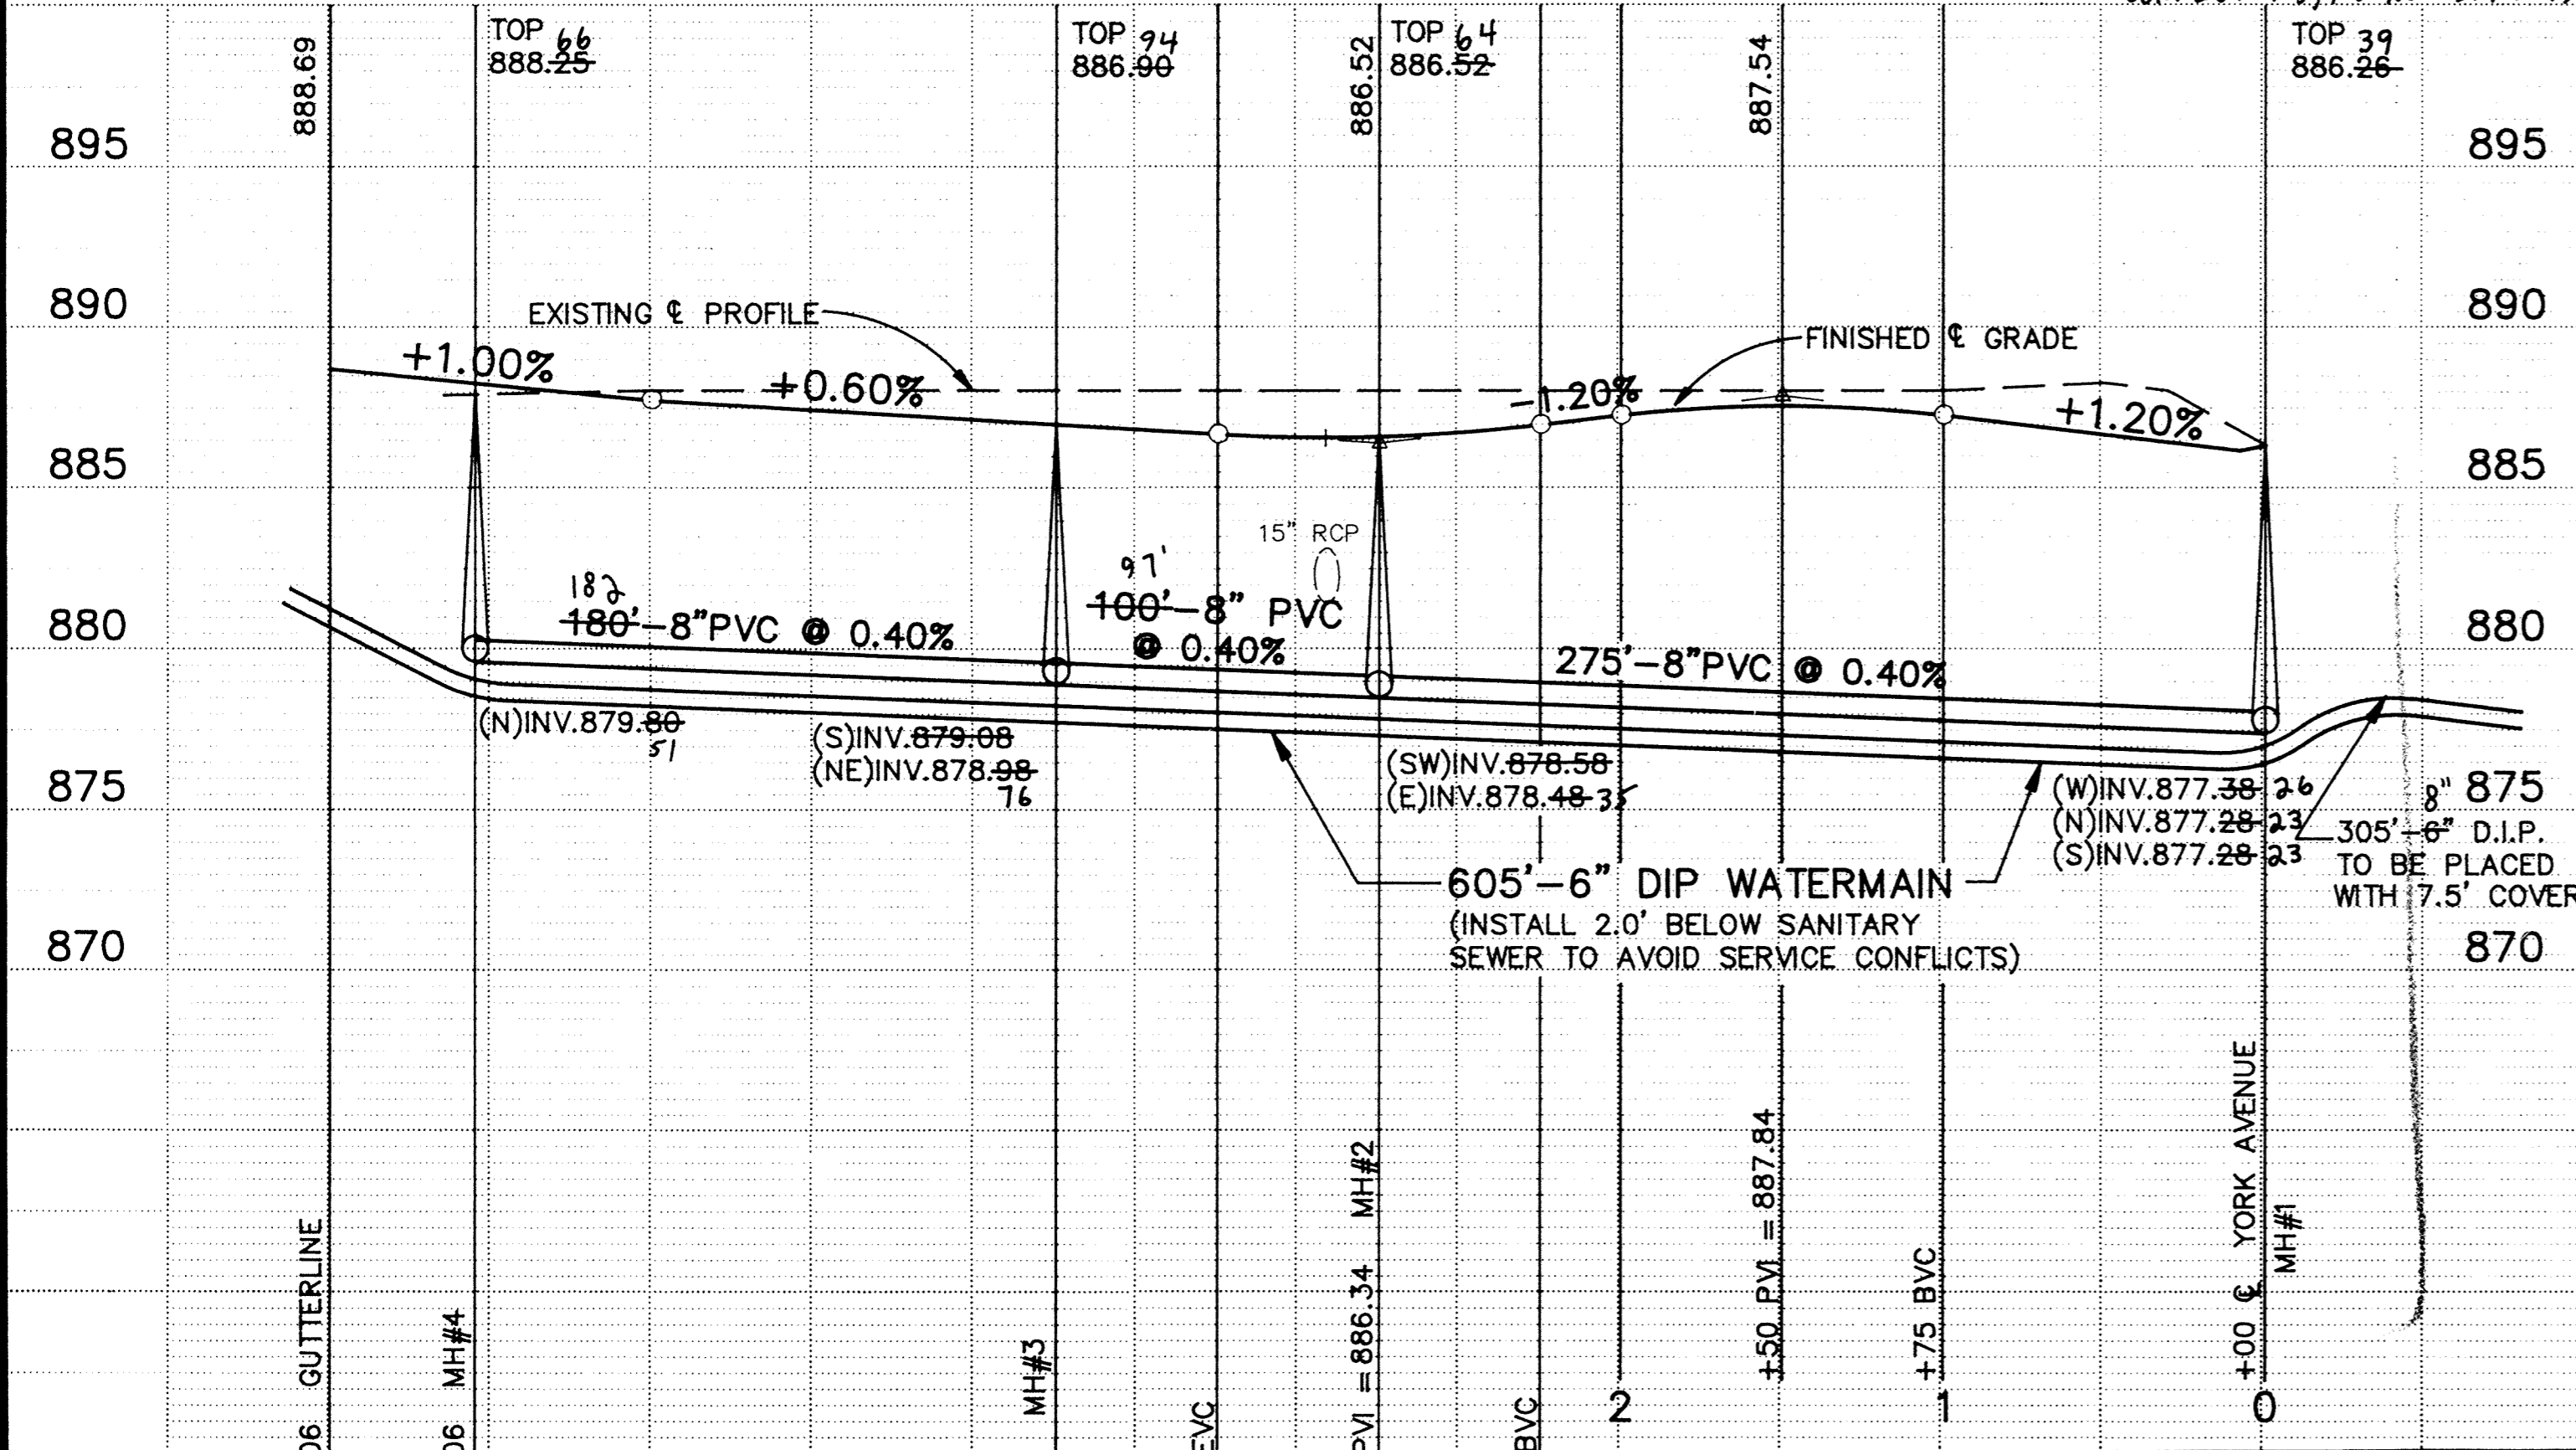 TOP 66
888.25
TOP 94
886.90
TOP 64
886.52
TOP 39
886.26
888.69
886.52
887.54
895
895
890
890
EXISTING ℄ PROFILE
FINISHED ℄ GRADE
+1.00%
+0.60%
-1.20%
+1.20%
885
885
15" RCP
182
180'-8"PVC @ 0.40%
97'
100'-8" PVC
@ 0.40%
275'-8"PVC @ 0.40%
880
880
(N)INV.879.80
51
(S)INV.879.08
(NE)INV.878.98
76
(SW)INV.878.58
(E)INV.878.48 35
(W)INV.877.38 26
(N)INV.877.28 23
(S)INV.877.28 23
875
875
8"
305'-6" D.I.P.
TO BE PLACED
WITH 7.5' COVER
605'-6" DIP WATERMAIN
(INSTALL 2.0' BELOW SANITARY
SEWER TO AVOID SERVICE CONFLICTS)
870
870
06 GUTTERLINE
06 MH#4
MH#3
EVC
PVI = 886.34 MH#2
BVC
+50 PVI = 887.84
+75 BVC
+00 ℄ YORK AVENUE
MH#1
2
1
0